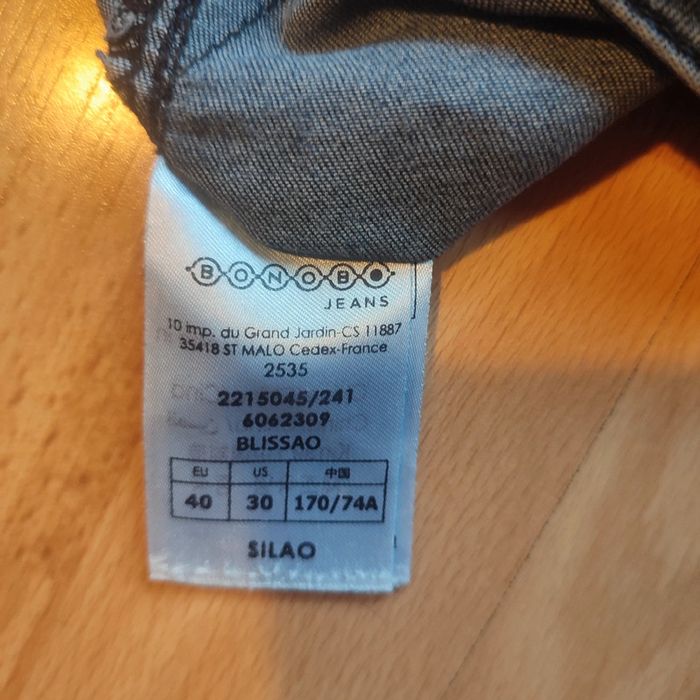 BONOBO
JEANS
10 imp. du Grand Jardin-CS 11887
35418 ST MALO Cedex-France
2535
2215045/241
6062309
BLISSAO
EU US 中国
40 30 170/74A
SILAO